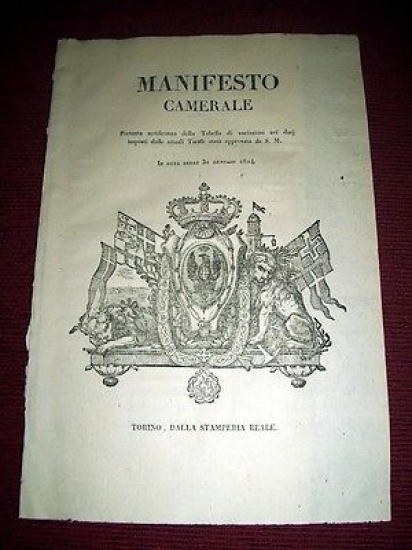 MANIFESTO
CAMERALE
Portante notificanza della Tabella di variazioni nei dazj
imposti dalle attuali Tariffe stata approvata da S. M.
In data delli 30 gennajo 1824.
TORINO, DALLA STAMPERIA REALE.